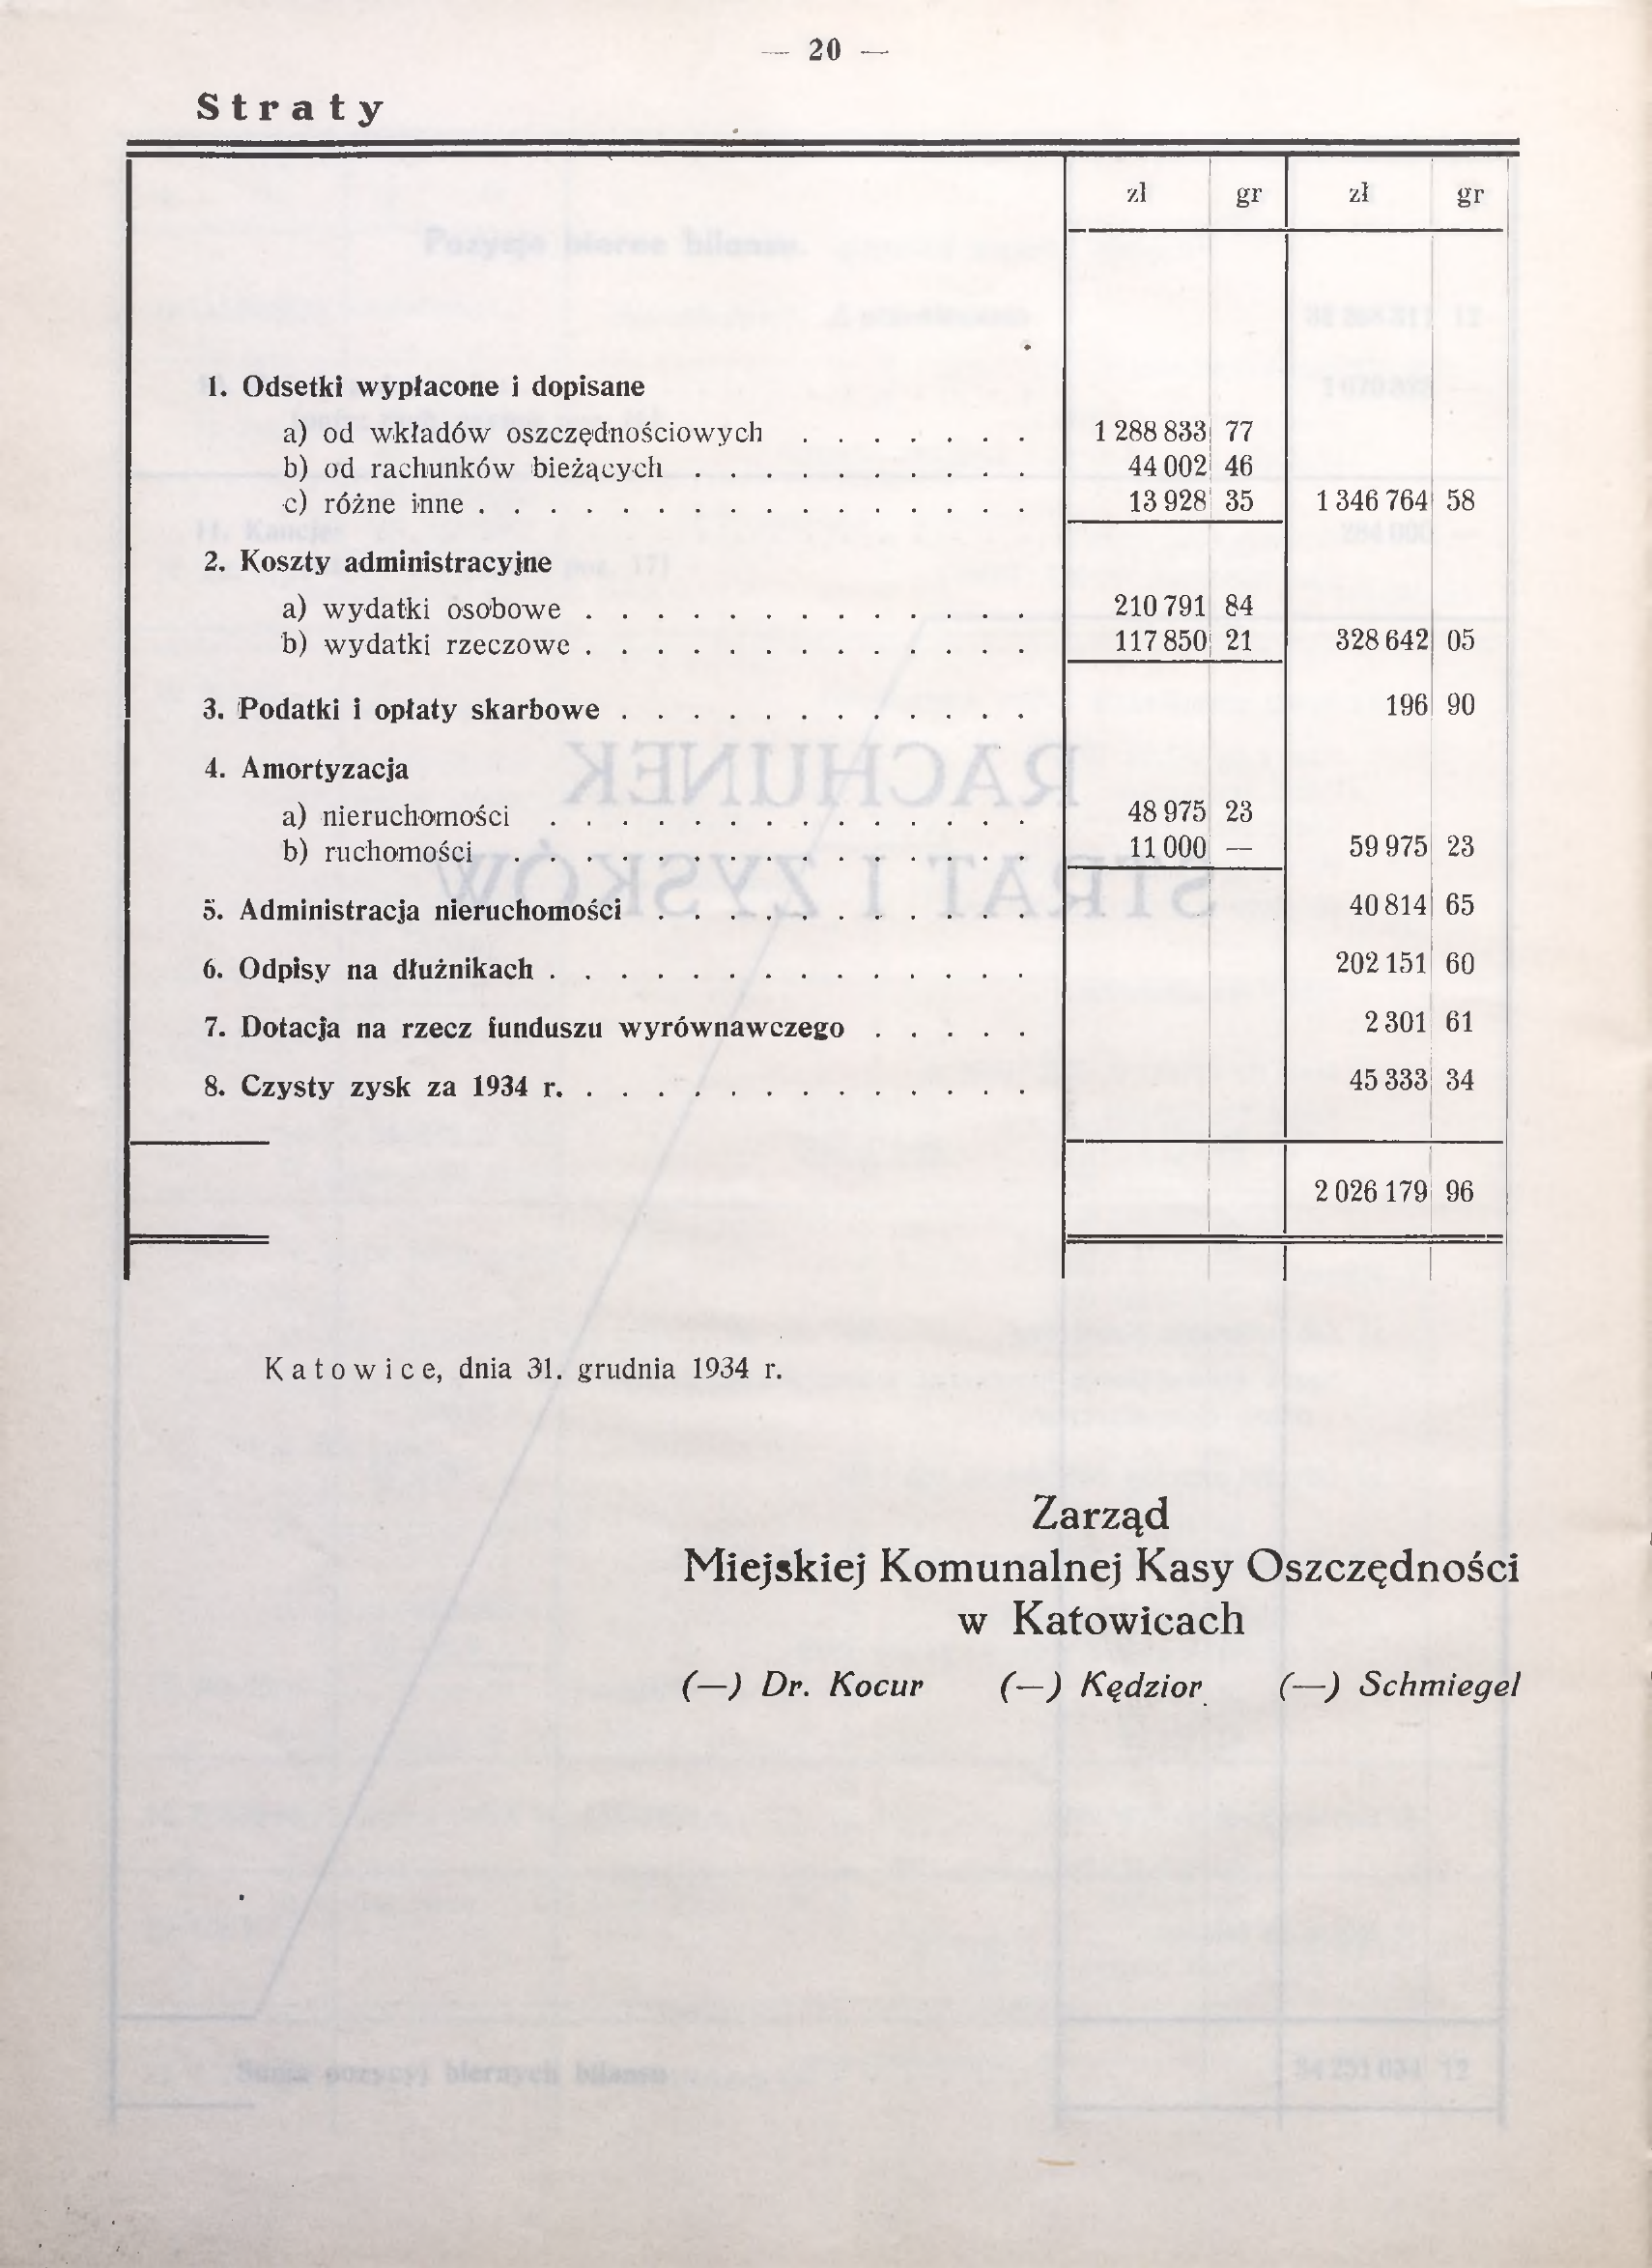 — 20 —
Straty
zł gr zł gr
1. Odsetki wypłacone i dopisane
a) od wkładów oszczędnościowych . . . . . . . 1 288 833 77
b) od rachunków bieżących . . . . . . . . . . 44 002 46
c) różne inne . . . . . . . . . . . . . . . . 13 928 35 1 346 764 58
2. Koszty administracyjne
a) wydatki osobowe . . . . . . . . . . . . . 210 791 84
b) wydatki rzeczowe . . . . . . . . . . . . . 117 850 21 328 642 05
3. Podatki i opłaty skarbowe . . . . . . . . . . . . 196 90
4. Amortyzacja
a) nieruchomości . . . . . . . . . . . . . . 48 975 23
b) ruchomości . . . . . . . . . . . . . . . 11 000 — 59 975 23
5. Administracja nieruchomości . . . . . . . . . . . 40 814 65
6. Odpisy na dłużnikach . . . . . . . . . . . . . . 202 151 60
7. Dotacja na rzecz funduszu wyrównawczego . . . . . 2 301 61
8. Czysty zysk za 1934 r. . . . . . . . . . . . . . 45 333 34
2 026 179 96
Katowice, dnia 31. grudnia 1934 r.
Zarząd
Miejskiej Komunalnej Kasy Oszczędności
w Katowicach
(—) Dr. Kocur (—) Kędzior (—) Schmiegel